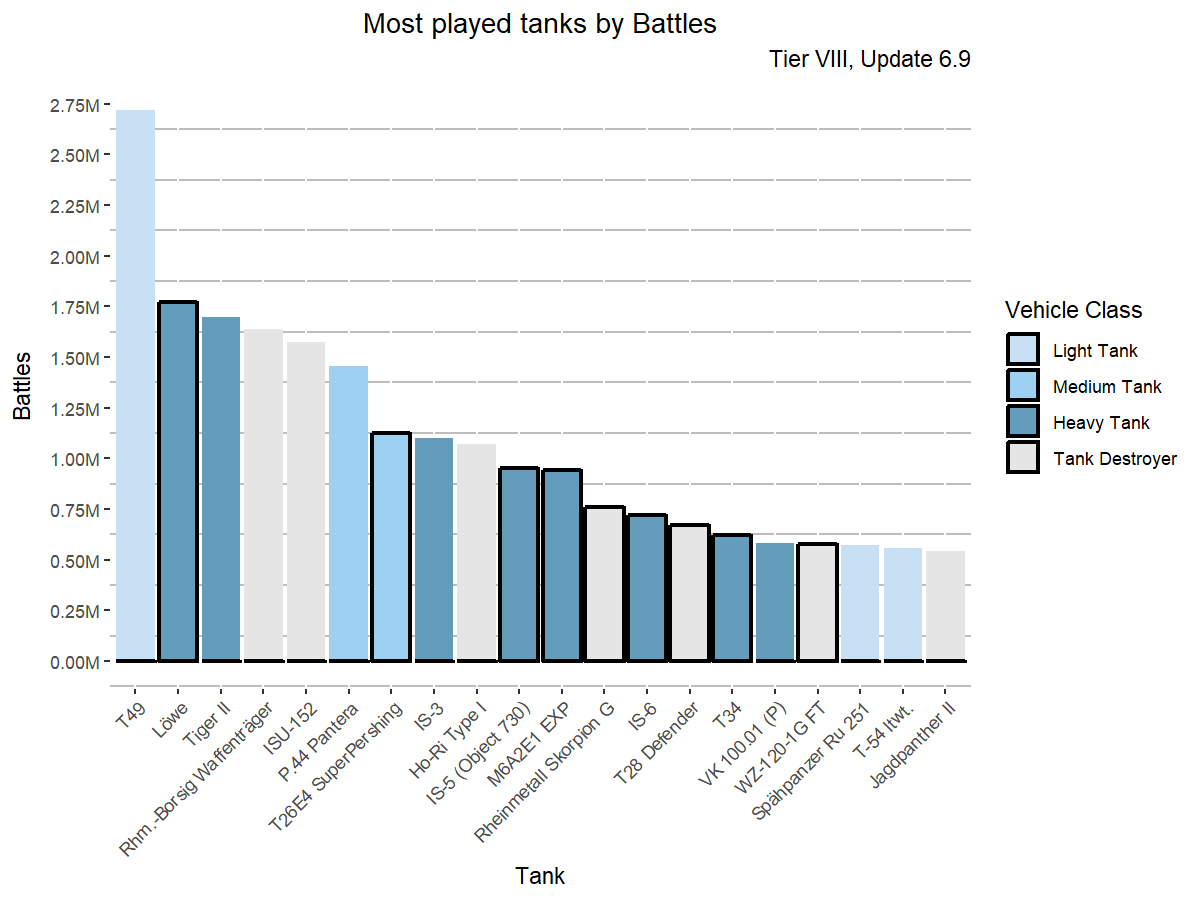 Most played tanks by Battles
Tier VIII, Update 6.9
2.75M
2.50M
2.25M
2.00M
1.75M
1.50M
1.25M
1.00M
0.75M
0.50M
0.25M
0.00M
Battles
T49
Löwe
Tiger II
Rhm.-Borsig Waffenträger
ISU-152
P.44 Pantera
T26E4 SuperPershing
IS-3
Ho-Ri Type I
IS-5 (Object 730)
M6A2E1 EXP
Rheinmetall Skorpion G
IS-6
T28 Defender
T34
VK 100.01 (P)
WZ-120-1G FT
Spähpanzer Ru 251
T-54 ltwt.
Jagdpanther II
Tank
Vehicle Class
Light Tank
Medium Tank
Heavy Tank
Tank Destroyer